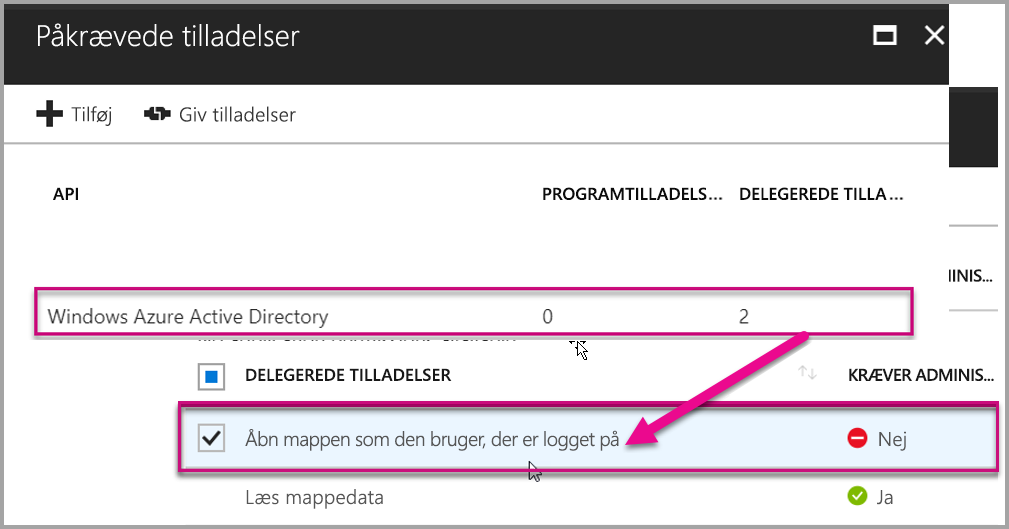 Påkrævede tilladelser
Tilføj Giv tilladelser
API PROGRAMTILLADELS... DELEGEREDE TILLA...
INIS...
Windows Azure Active Directory 0 2
DELEGEREDE TILLADELSER KRÆVER ADMINIS...
Åbn mappen som den bruger, der er logget på Nej
Læs mappedata Ja